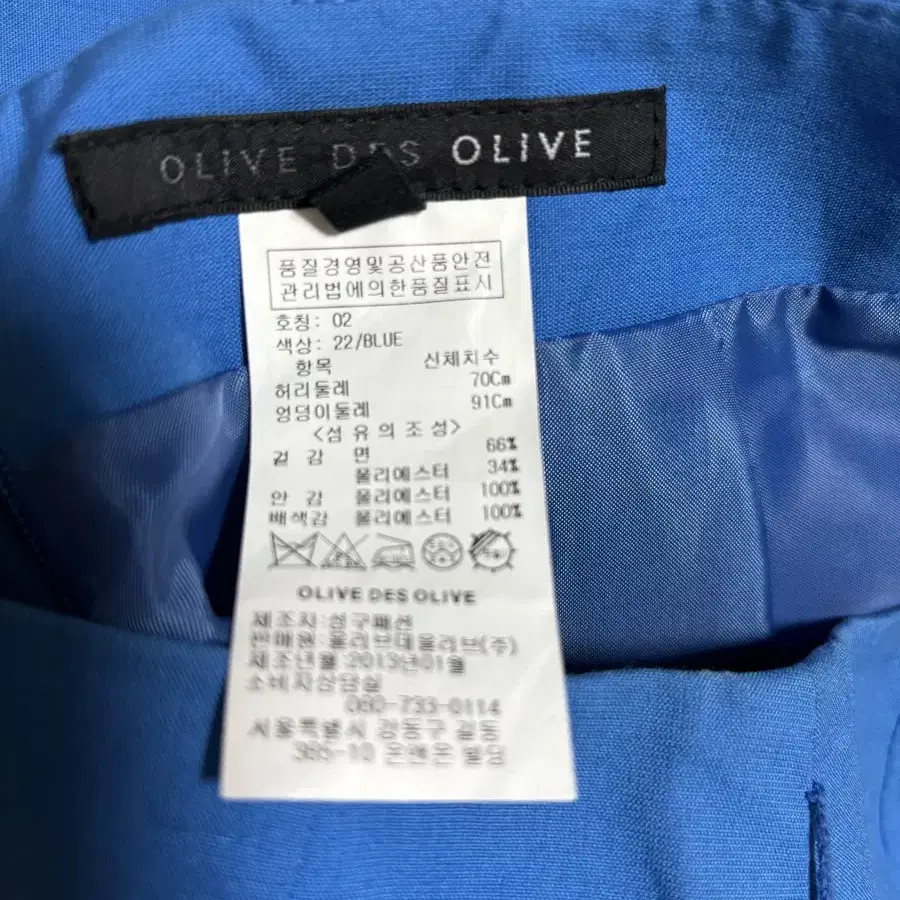 OLIVE DES OLIVE
품질경영및공산품안전
관리법에의한품질표시
호칭: 02
색상: 22/BLUE
항목 신체치수
허리둘레 70Cm
엉덩이둘레 91Cm
<섬유의조성>
겉 감 면 66%
폴리에스터 34%
안 감 폴리에스터 100%
배색감 폴리에스터 100%
OLIVE DES OLIVE
제조자:성구패션
판매원:올리브데올리브(주)
제조년월:2013년01월
소비자상담실
080-733-0114
서울특별시 강동구 길동
365-10 온앤온 빌딩